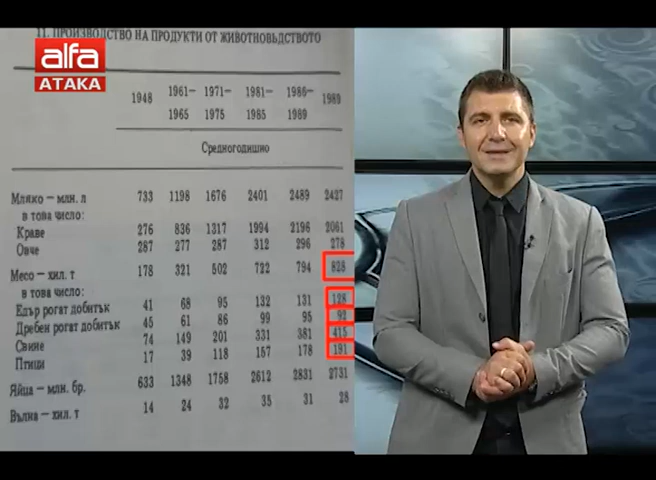 11. ПРОИЗВОДСТВО НА ПРОДУКТИ ОТ ЖИВОТНОВЪДСТВОТО
alfa
АТАКА
1948 1961— 1965 1971— 1975 1981— 1985 1986— 1989 1989
Средногодишно
Мляко — млн. л 733 1198 1676 2401 2489 2427
в това число:
Краве 276 836 1317 1994 2196 2061
Овче 287 277 287 312 296 278
Месо — хил. т 178 321 502 722 794 828
в това число:
Едър рогат добитък 41 68 95 132 131 128
Дребен рогат добитък 45 61 86 99 95 92
Свине 74 149 201 331 381 415
Птици 17 39 118 157 178 191
Яйца — млн. бр. 633 1348 1758 2612 2831 2731
Вълна — хил. т 14 24 32 35 31 28